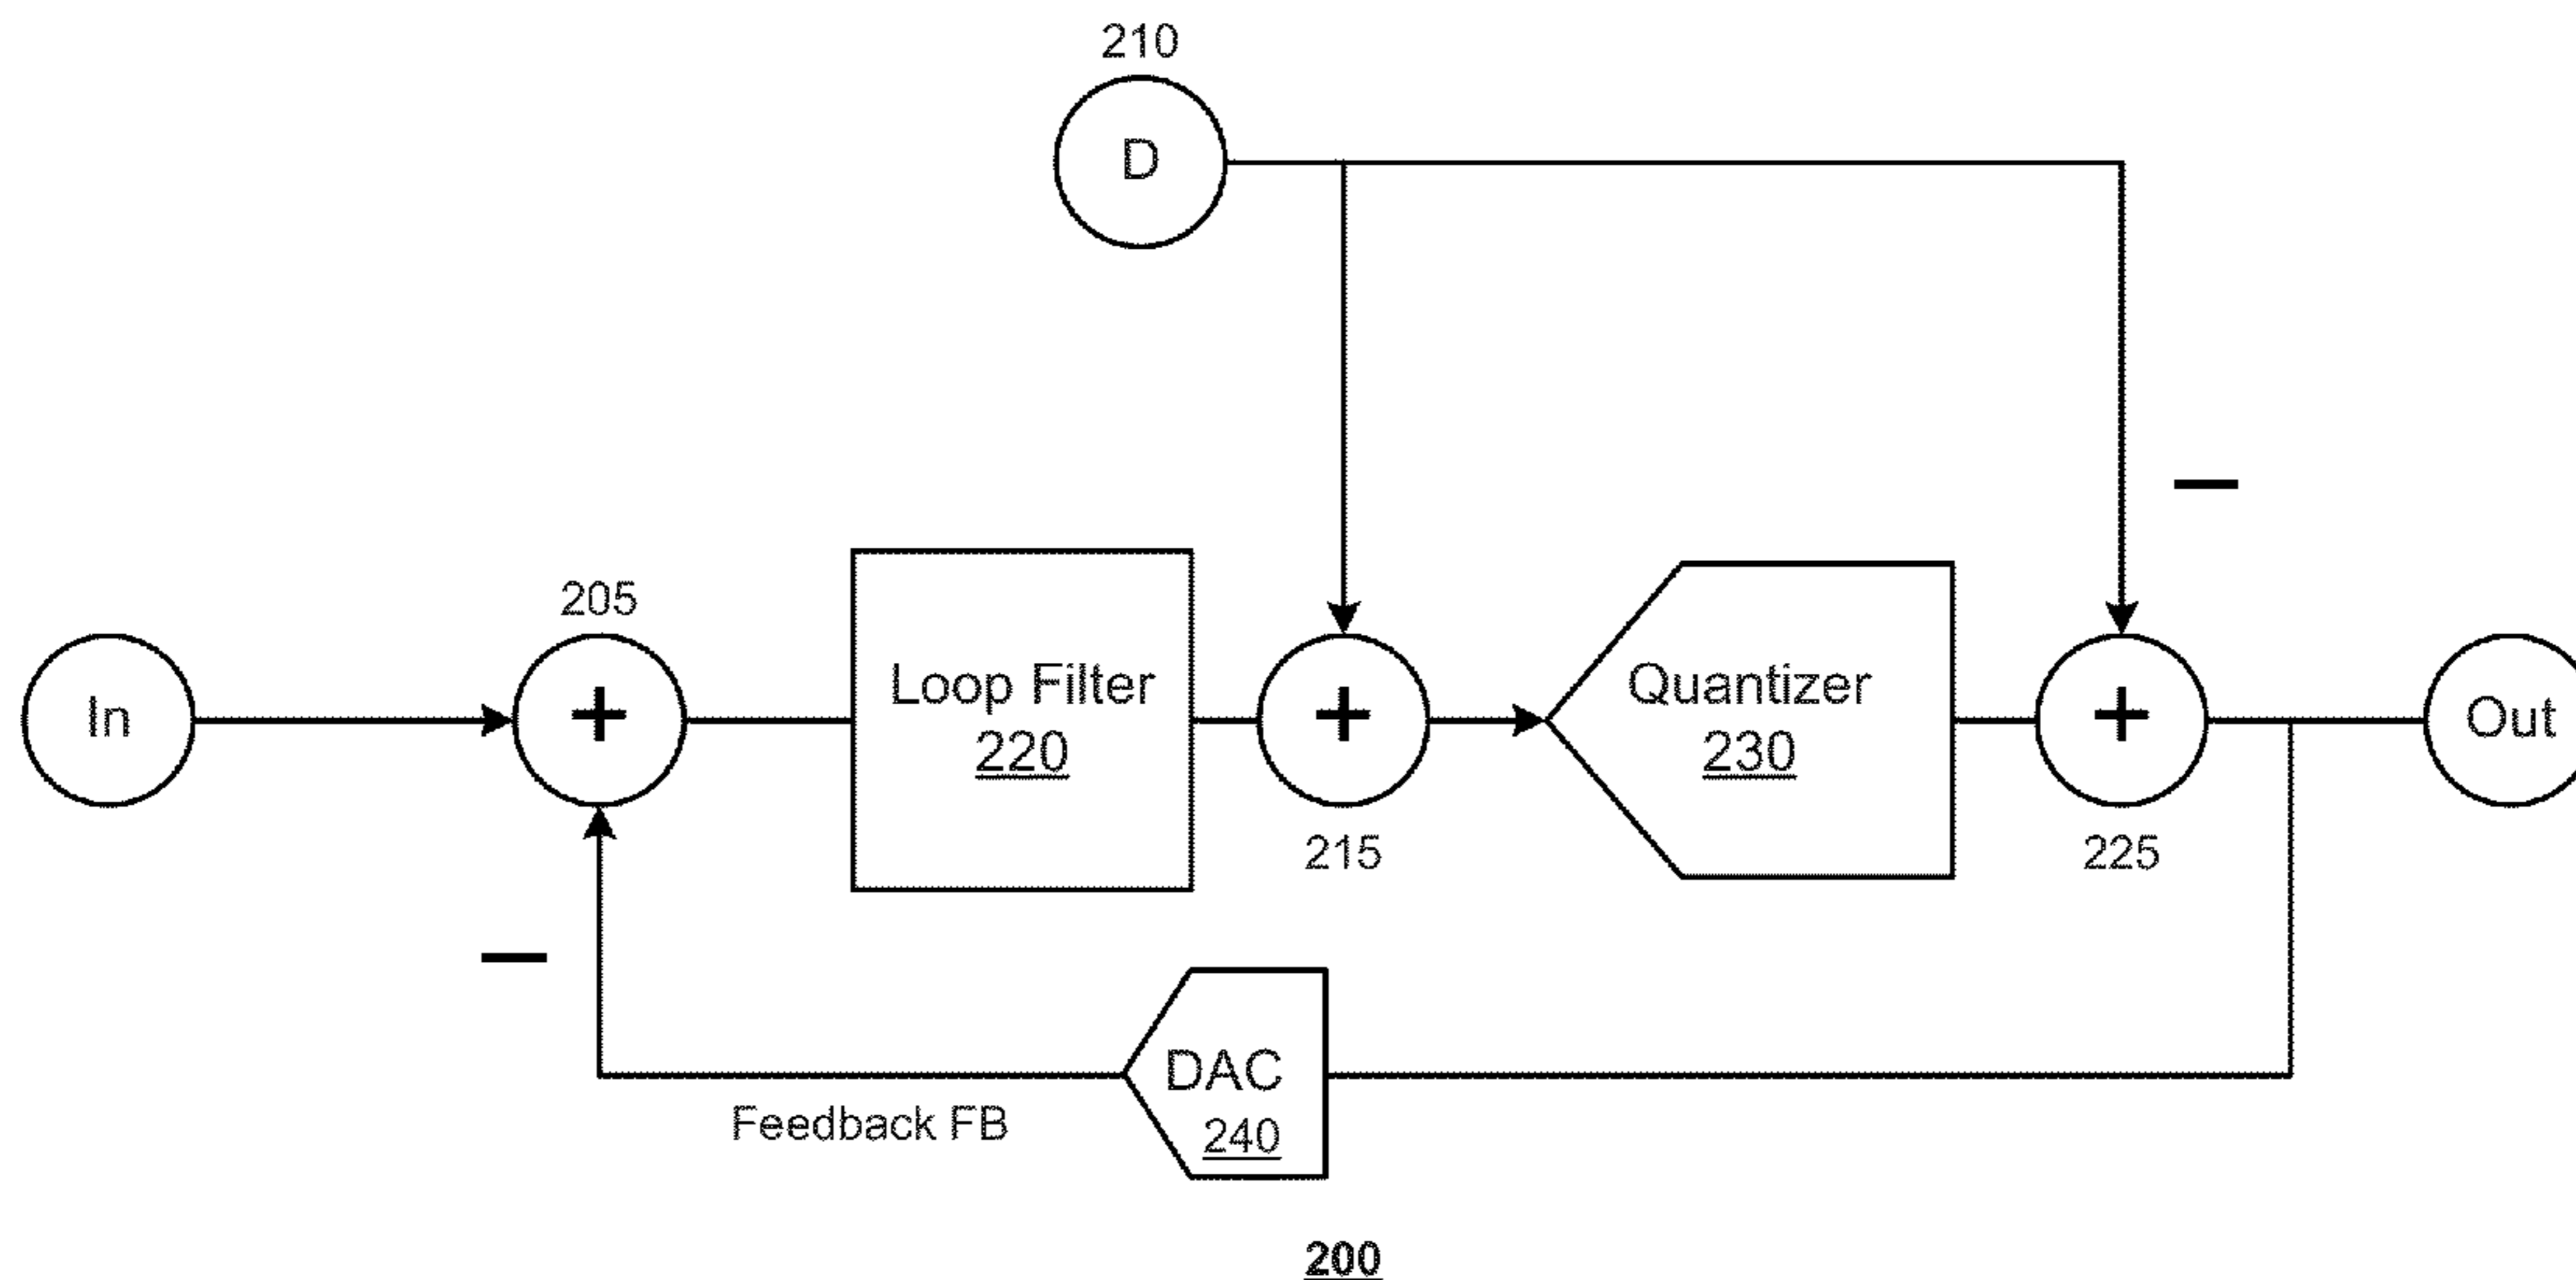 210
D
205
In
+
Loop Filter
220
+
215
Quantizer
230
+
225
Out
–
–
DAC
240
Feedback FB
200